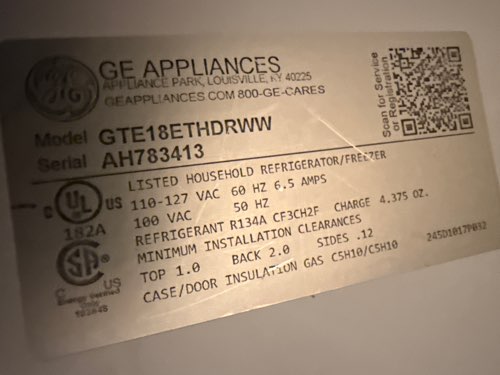 GE APPLIANCES
APPLIANCE PARK, LOUISVILLE, KY 40225
GEAPPLIANCES.COM 800-GE-CARES
Scan for Service
or Registration
Model GTE18ETHDRWW
Serial AH783413
LISTED HOUSEHOLD REFRIGERATOR/FREEZER
C UL US
110-127 VAC 60 HZ 6.5 AMPS
100 VAC 50 HZ
182A
REFRIGERANT R134A CF3CH2F CHARGE 4.375 OZ.
MINIMUM INSTALLATION CLEARANCES
TOP 1.0 BACK 2.0 SIDES .12
CASE/DOOR INSULATION GAS C5H10/C5H10
245D1017P032
C US
Energy Verified